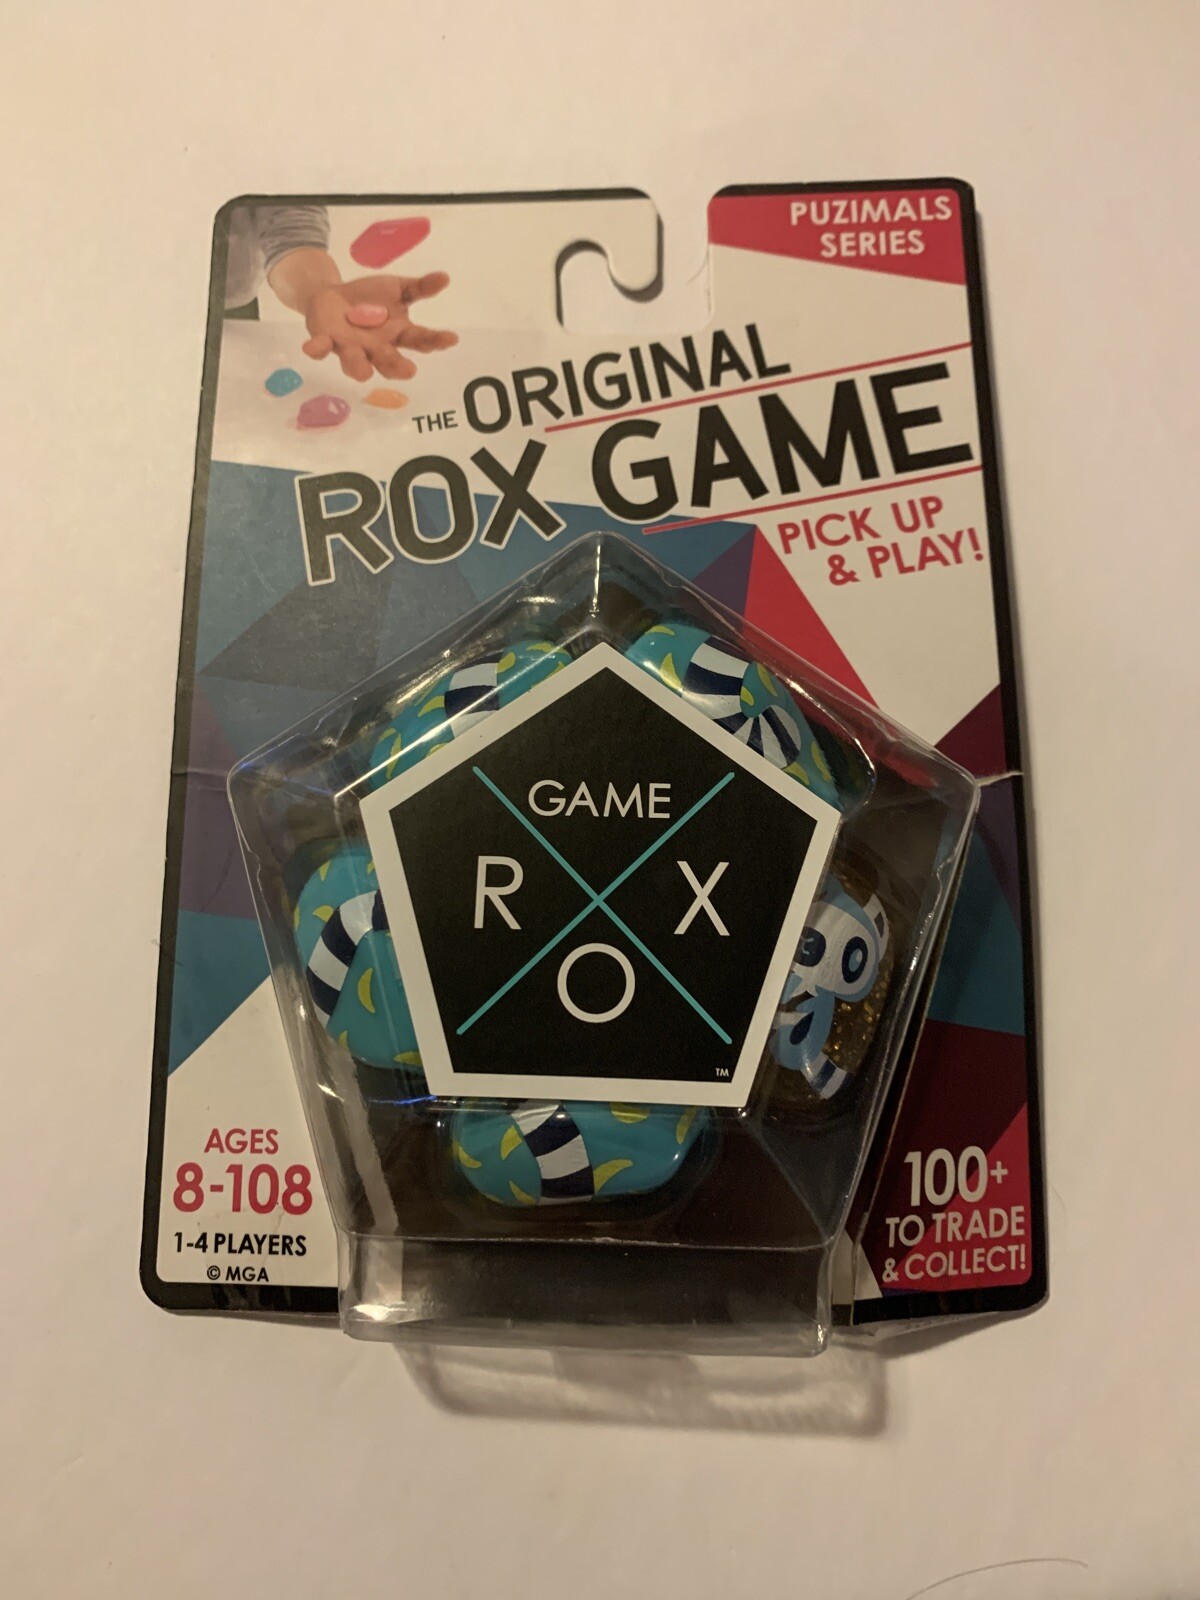 PUZIMALS
SERIES
THE ORIGINAL
ROX GAME
PICK UP
& PLAY!
GAME
R X
O
TM
AGES
8-108
1-4 PLAYERS
© MGA
100+
TO TRADE
& COLLECT!